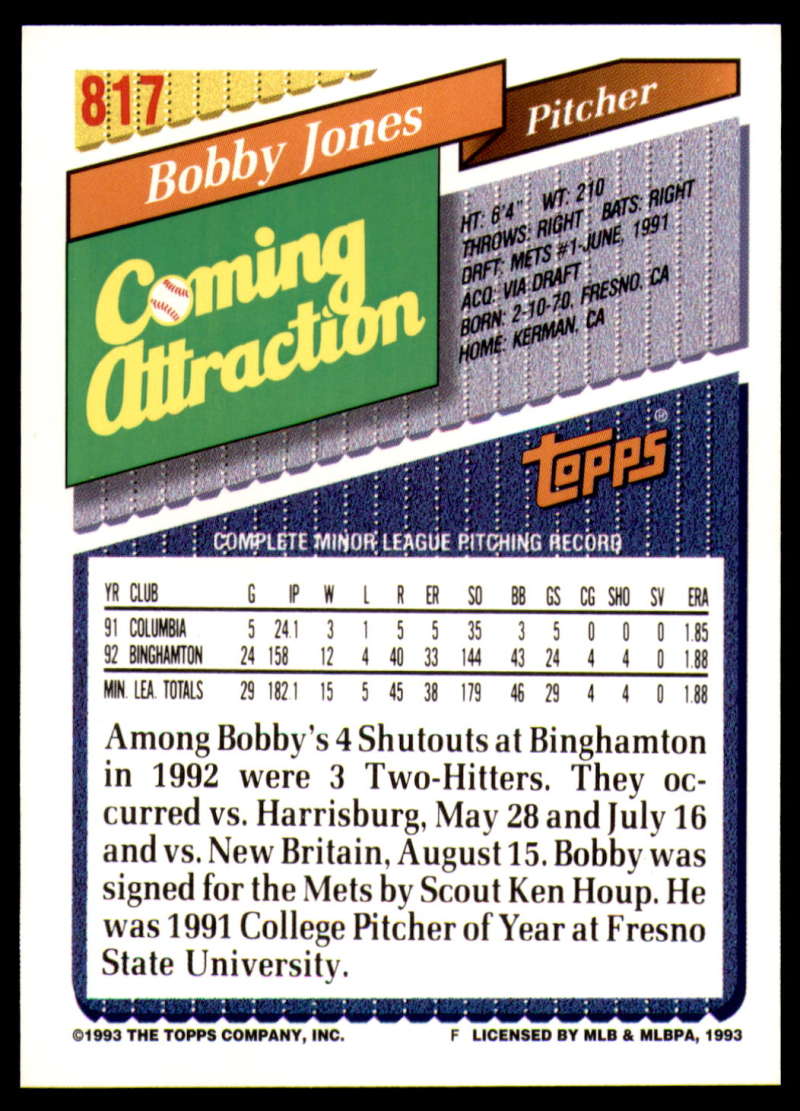 817
Bobby Jones
Pitcher
Coming
Attraction
HT: 6'4" WT: 210
THROWS: RIGHT BATS: RIGHT
DRFT: METS #1-JUNE, 1991
ACQ: VIA DRAFT
BORN: 2-10-70, FRESNO, CA
HOME: KERMAN, CA
TOPPS®
COMPLETE MINOR LEAGUE PITCHING RECORD
YR CLUB G IP W L R ER SO BB GS CG SHO SV ERA
91 COLUMBIA 5 24.1 3 1 5 5 35 3 5 0 0 0 1.85
92 BINGHAMTON 24 158 12 4 40 33 144 43 24 4 4 0 1.88
MIN. LEA. TOTALS 29 182.1 15 5 45 38 179 46 29 4 4 0 1.88
Among Bobby's 4 Shutouts at Binghamton
in 1992 were 3 Two-Hitters. They oc-
curred vs. Harrisburg, May 28 and July 16
and vs. New Britain, August 15. Bobby was
signed for the Mets by Scout Ken Houp. He
was 1991 College Pitcher of Year at Fresno
State University.
©1993 THE TOPPS COMPANY, INC. F LICENSED BY MLB & MLBPA, 1993